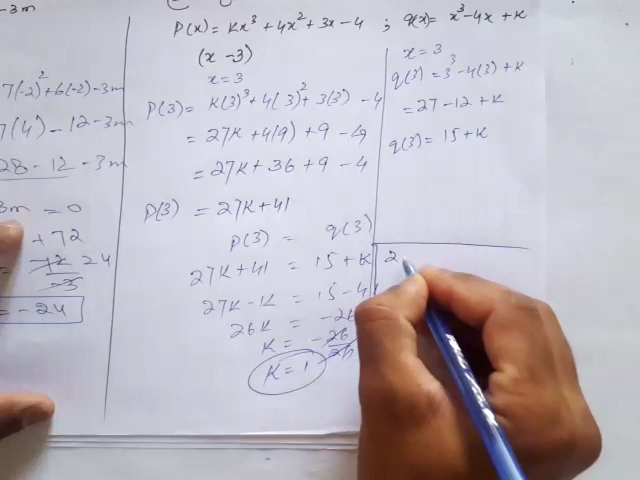 -3m
7(-2)²+6(-2)-3m
7(4)-12-3m
28-12-3m
3m = 0
+72
12 24
-3
= -24
P(x)= Kx³+4x²+3x-4 ; q(x)= x³-4x+K
(x-3)
x=3
P(3)= K(3)³+4(3)²+3(3)-4
= 27K+4(9)+9-4
= 27K+36+9-4
P(3) = 27K+41
P(3) = q(3)
27K+41 = 15+K
27K-K = 15-41
26K = -26
K = -26/26
K=1
x=3
q(3)=3³-4(3)+K
=27-12+K
q(3)= 15+K
2